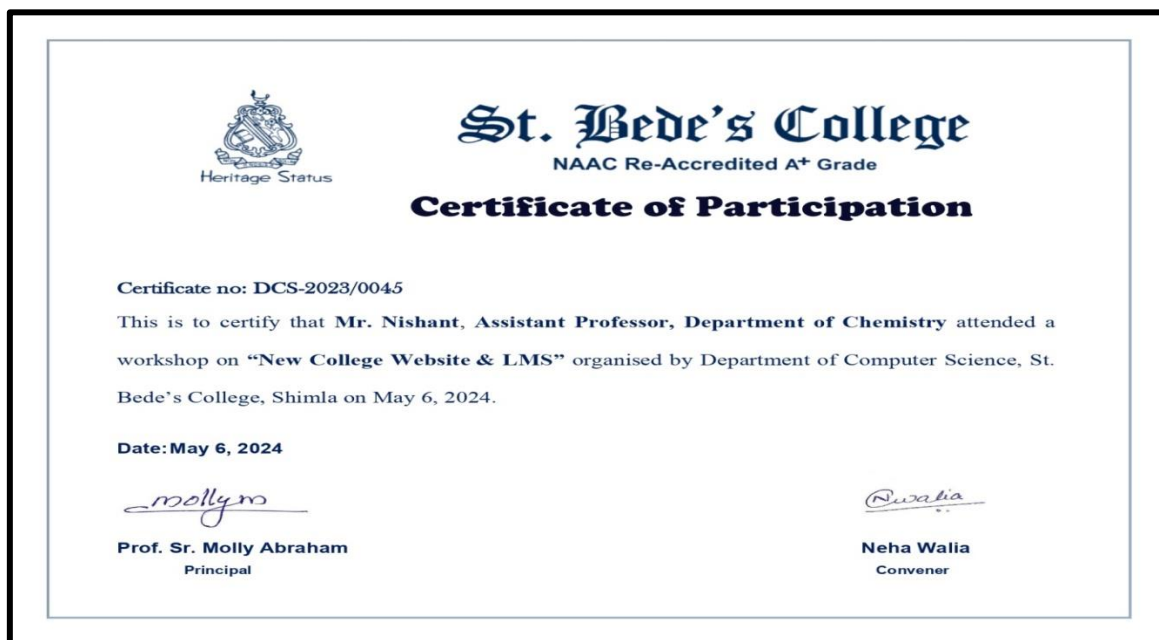 St. Bede's College
NAAC Re-Accredited A+ Grade
Heritage Status
Certificate of Participation
Certificate no: DCS-2023/0045
This is to certify that Mr. Nishant, Assistant Professor, Department of Chemistry attended a
workshop on “New College Website & LMS” organised by Department of Computer Science, St.
Bede’s College, Shimla on May 6, 2024.
Date: May 6, 2024
mollym
Nwalia
Prof. Sr. Molly Abraham
Neha Walia
Principal
Convener